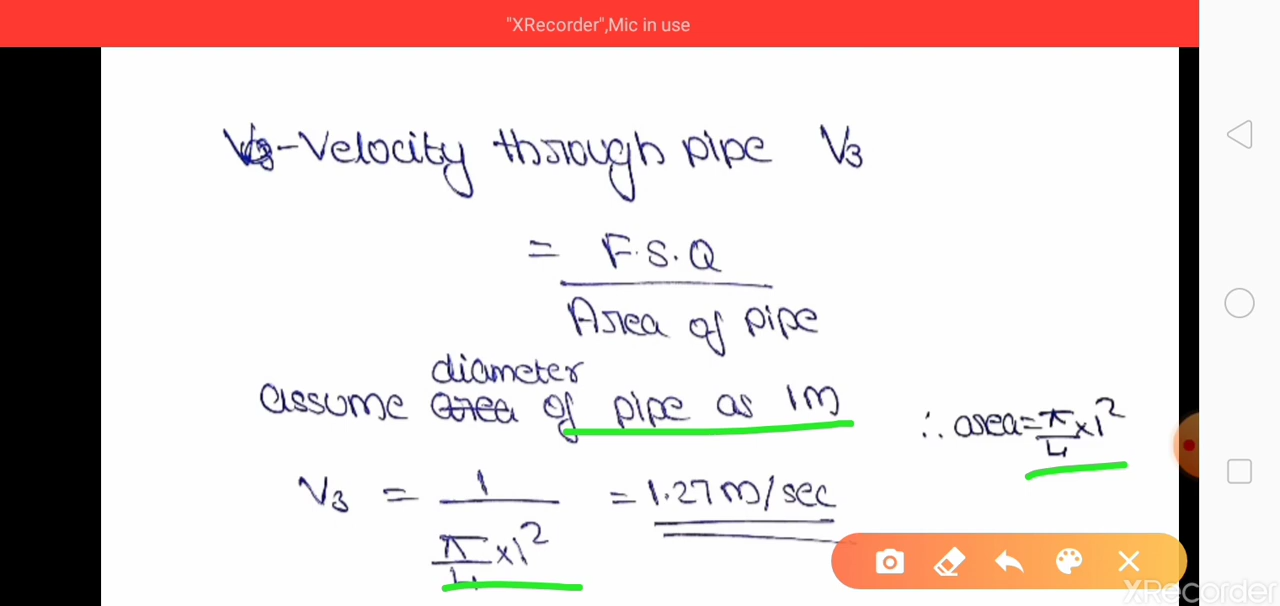 "XRecorder",Mic in use
V3-Velocity through pipe V3
= F.S.Q
Area of pipe
diameter
assume area of pipe as 1m
∴ area = π/4 x 1²
V3 = 1 / π/4 x 1² = 1.27m/sec
XRecorder